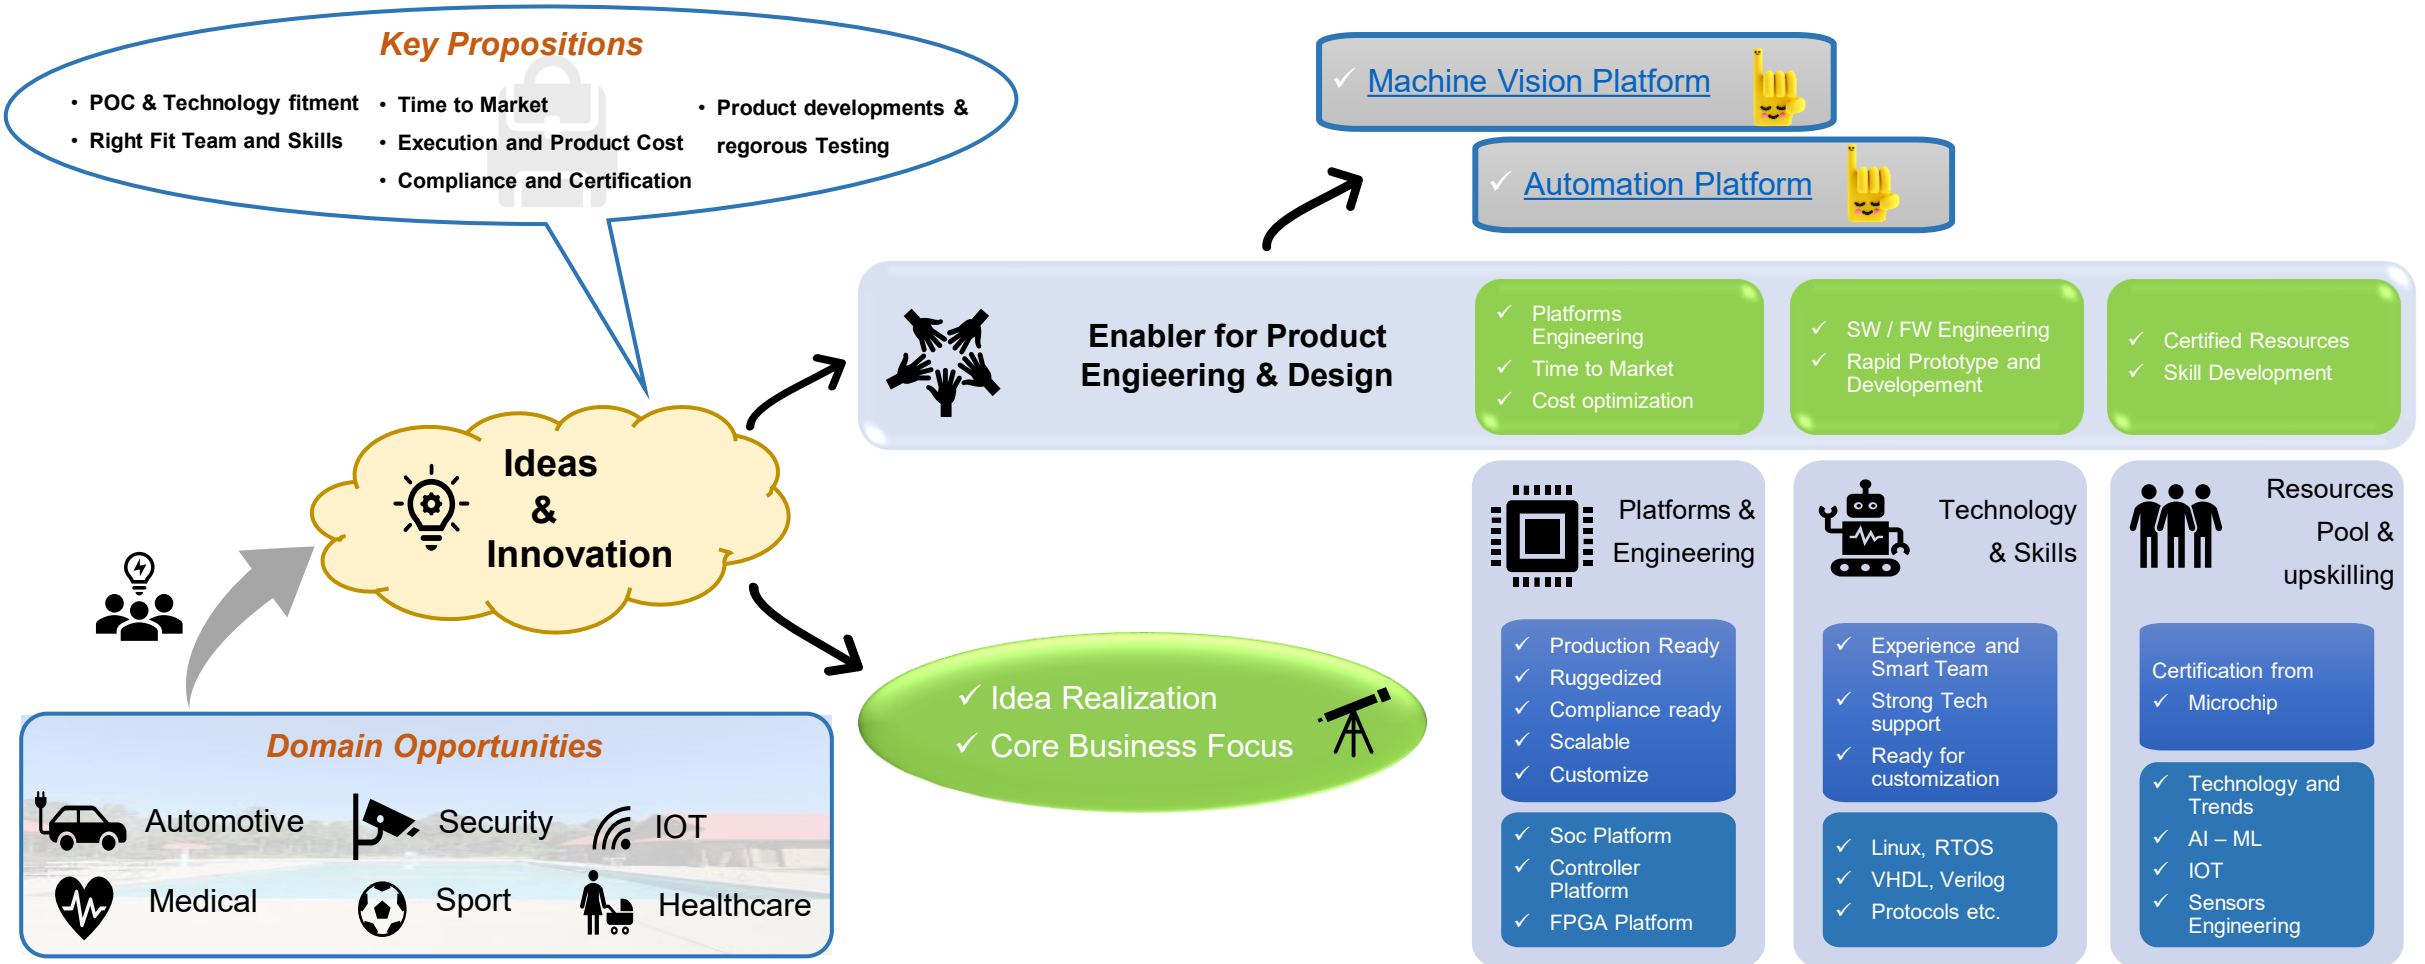 Key Propositions
• POC & Technology fitment
• Right Fit Team and Skills
• Time to Market
• Execution and Product Cost
• Compliance and Certification
• Product developments &
regorous Testing
✓ Machine Vision Platform
✓ Automation Platform
Enabler for Product
Engieering & Design
✓ Platforms
Engineering
✓ Time to Market
✓ Cost optimization
✓ SW / FW Engineering
✓ Rapid Prototype and
Developement
✓ Certified Resources
✓ Skill Development
Ideas
&
Innovation
✓ Idea Realization
✓ Core Business Focus
Domain Opportunities
Automotive
Security
IOT
Medical
Sport
Healthcare
Platforms &
Engineering
✓ Production Ready
✓ Ruggedized
✓ Compliance ready
✓ Scalable
✓ Customize
✓ Soc Platform
✓ Controller
Platform
✓ FPGA Platform
Technology
& Skills
✓ Experience and
Smart Team
✓ Strong Tech
support
✓ Ready for
customization
✓ Linux, RTOS
✓ VHDL, Verilog
✓ Protocols etc.
Resources
Pool &
upskilling
Certification from
✓ Microchip
✓ Technology and
Trends
✓ AI – ML
✓ IOT
✓ Sensors
Engineering